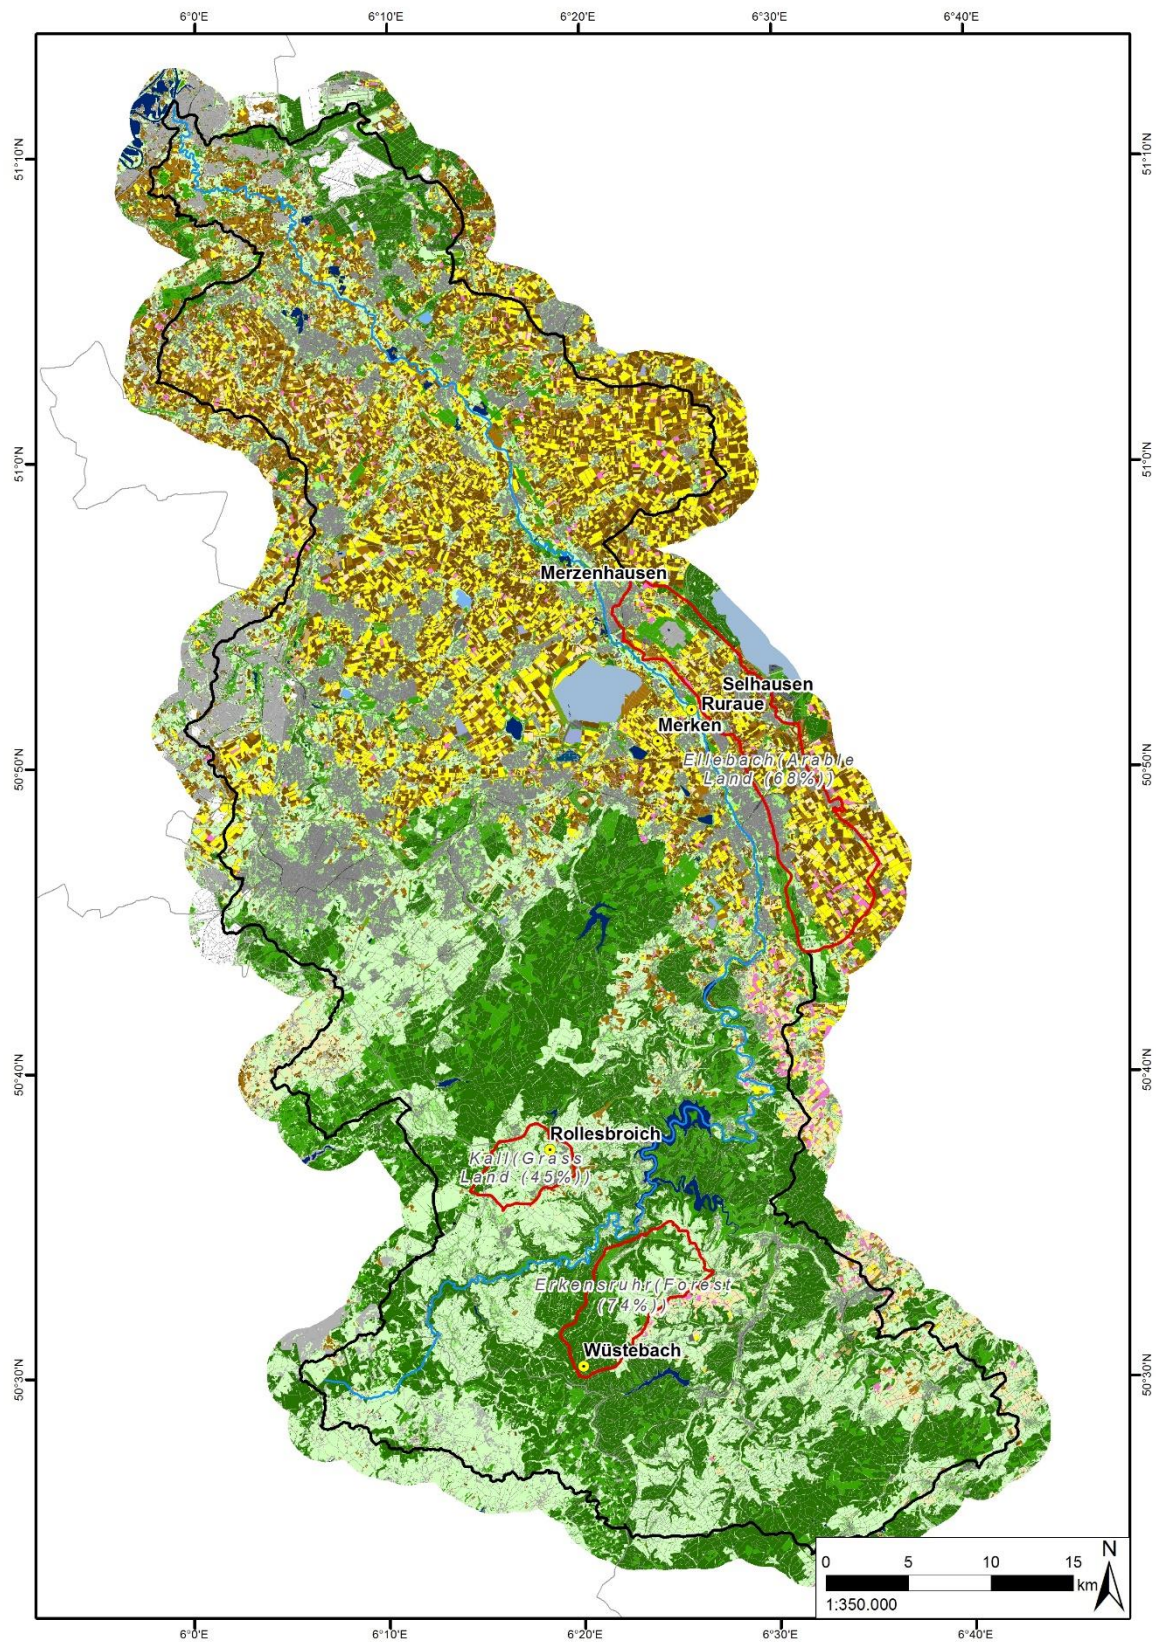 6°0'E
6°10'E
6°20'E
6°30'E
6°40'E
51°10'N
51°10'N
51°0'N
51°0'N
Merzenhausen
Selhausen
Ruraue
Merken
Ellebach(Arable
Land (68%))
50°50'N
50°50'N
50°40'N
50°40'N
Rollesbroich
Kall(Grass
Land (45%))
Erkensruhr(Forest
(74%))
Wüstebach
50°30'N
50°30'N
0
5
10
15
km
N
1:350.000
6°0'E
6°10'E
6°20'E
6°30'E
6°40'E